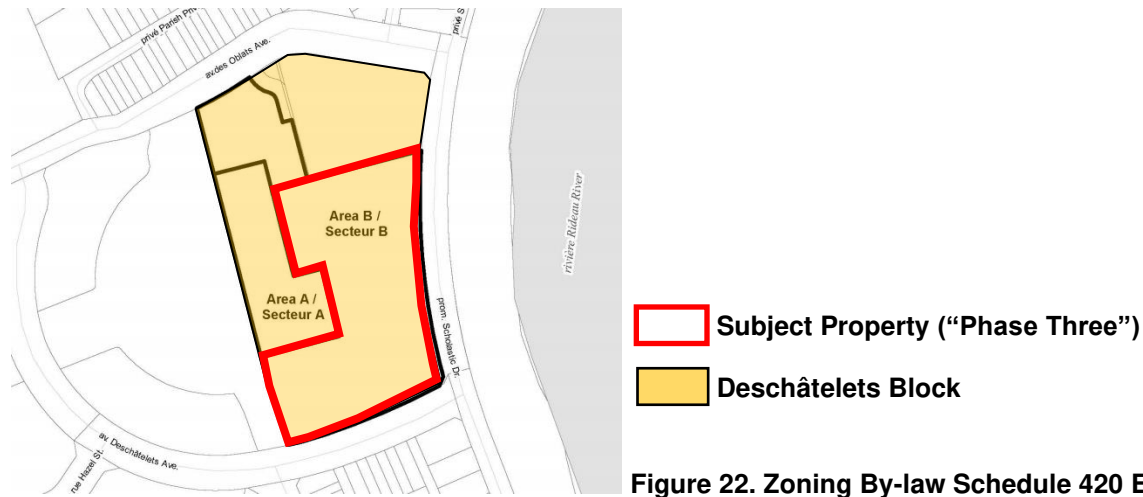 privé Parish Priv
privé S
av.des Oblats Ave.
Area B /
Secteur B
rivière Rideau River
Area A /
Secteur A
prom. Scholastic Dr.
av. Deschâtelets Ave.
rue Hazel St.
Subject Property (“Phase Three”)
Deschâtelets Block
Figure 22. Zoning By-law Schedule 420 E